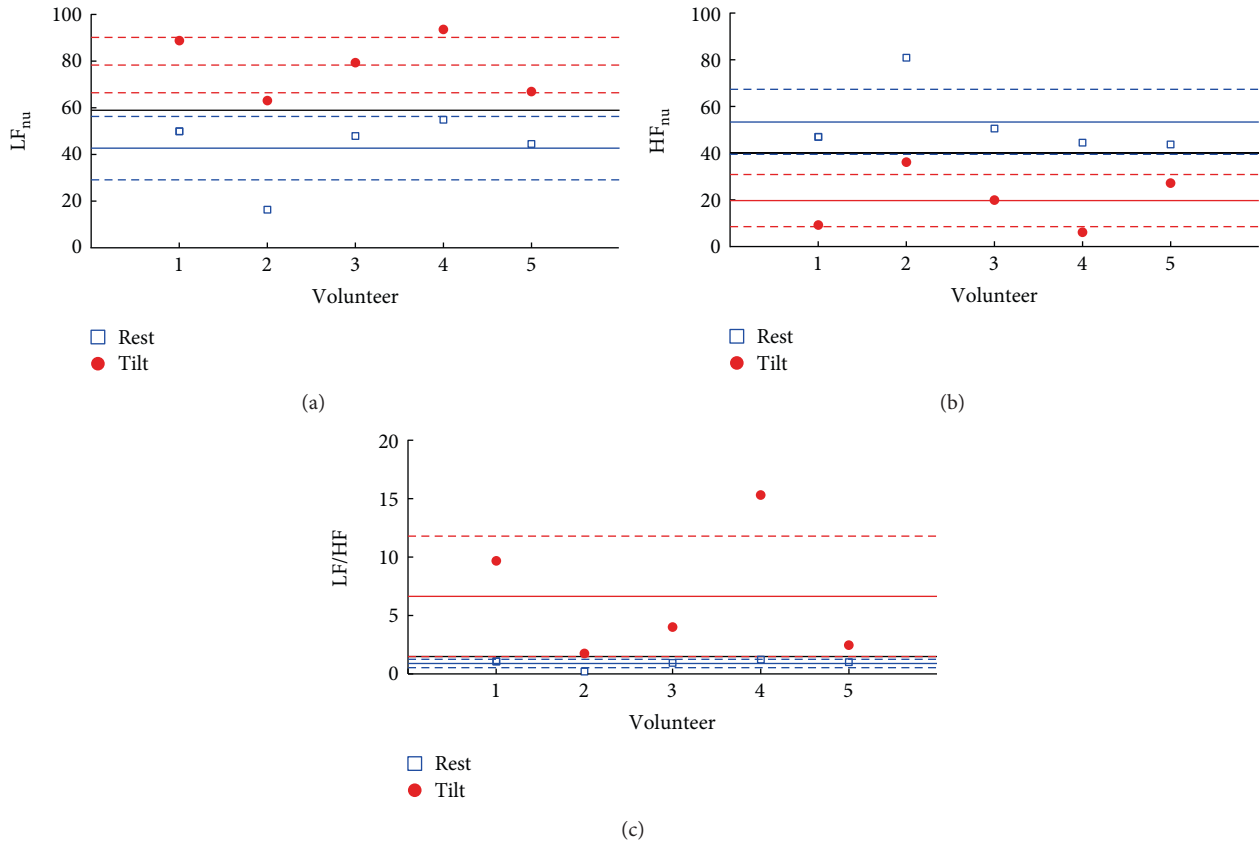 100
80
60
40
20
0
LFnu
1 2 3 4 5
Volunteer
Rest
Tilt
(a)
100
80
60
40
20
0
HFnu
1 2 3 4 5
Volunteer
Rest
Tilt
(b)
20
15
10
5
0
LF/HF
1 2 3 4 5
Volunteer
Rest
Tilt
(c)